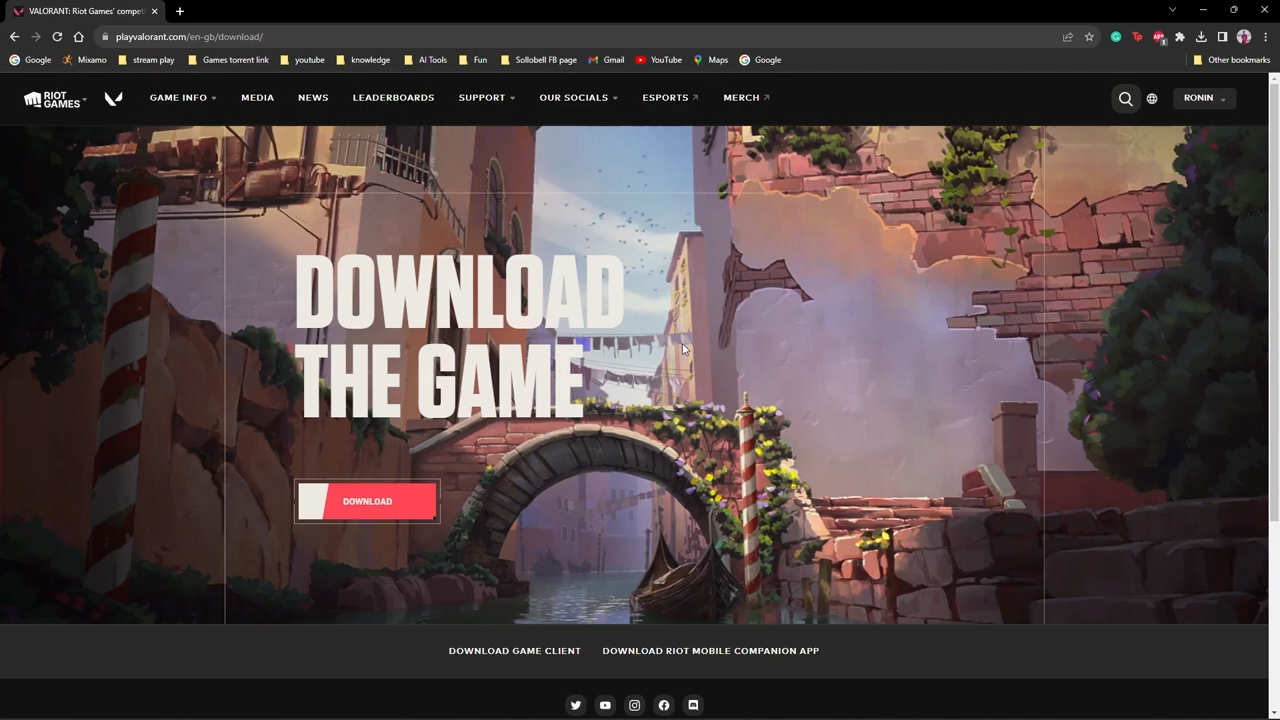 VALORANT: Riot Games' competi
playvalorant.com/en-gb/download/
Google Mixamo stream play Games torrent link youtube knowledge AI Tools Fun Sollobell FB page Gmail YouTube Maps Google Other bookmarks
RIOT GAMES GAME INFO MEDIA NEWS LEADERBOARDS SUPPORT OUR SOCIALS ESPORTS MERCH RONIN
DOWNLOAD
THE GAME
DOWNLOAD
DOWNLOAD GAME CLIENT DOWNLOAD RIOT MOBILE COMPANION APP